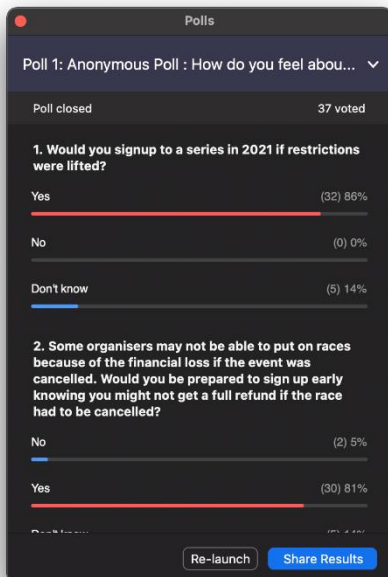 Polls
Poll 1: Anonymous Poll : How do you feel abou...
Poll closed 37 voted
1. Would you signup to a series in 2021 if restrictions
were lifted?
Yes (32) 86%
No (0) 0%
Don't know (5) 14%
2. Some organisers may not be able to put on races
because of the financial loss if the event was
cancelled. Would you be prepared to sign up early
knowing you might not get a full refund if the race
had to be cancelled?
No (2) 5%
Yes (30) 81%
Don't know (5) 14%
Re-launch Share Results